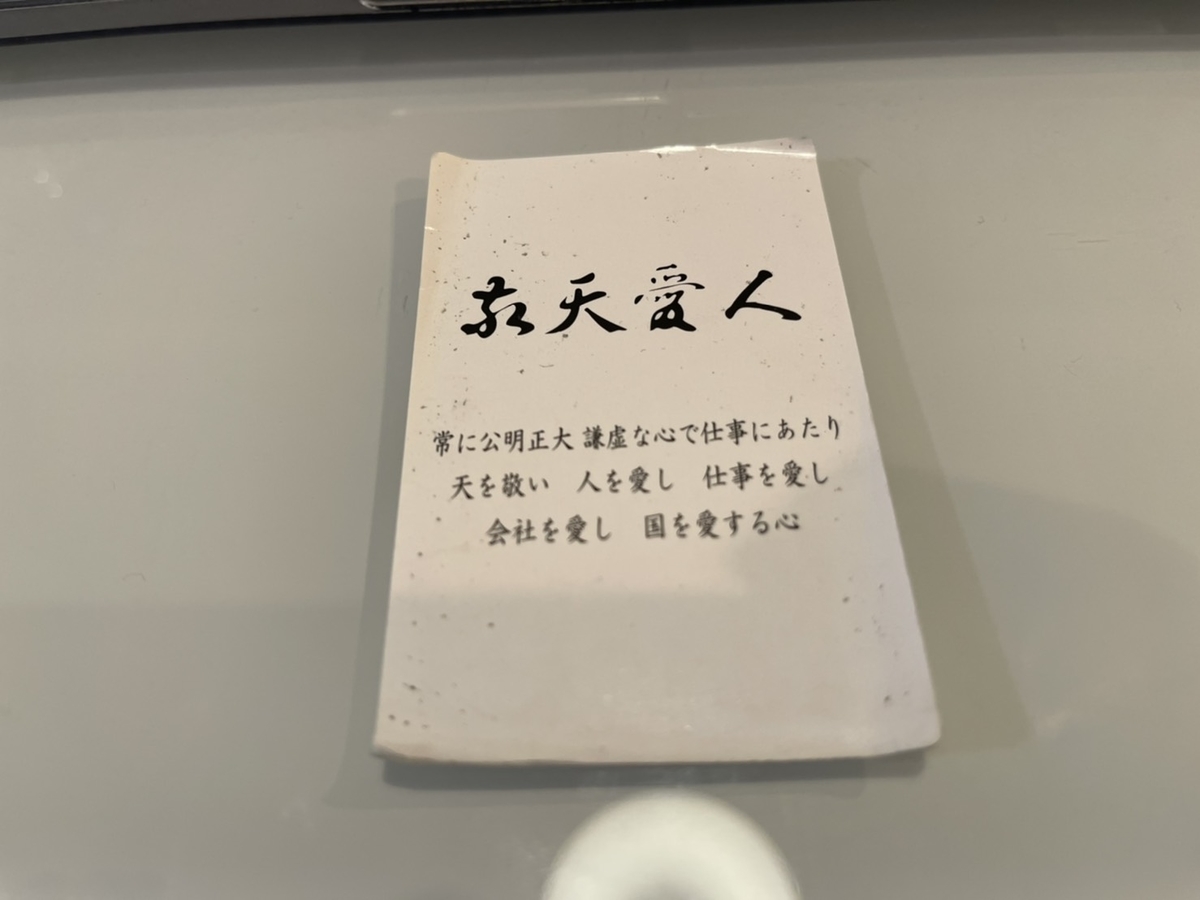 敬天愛人
常に公明正大 謙虚な心で仕事にあたり
天を敬い 人を愛し 仕事を愛し
会社を愛し 国を愛する心